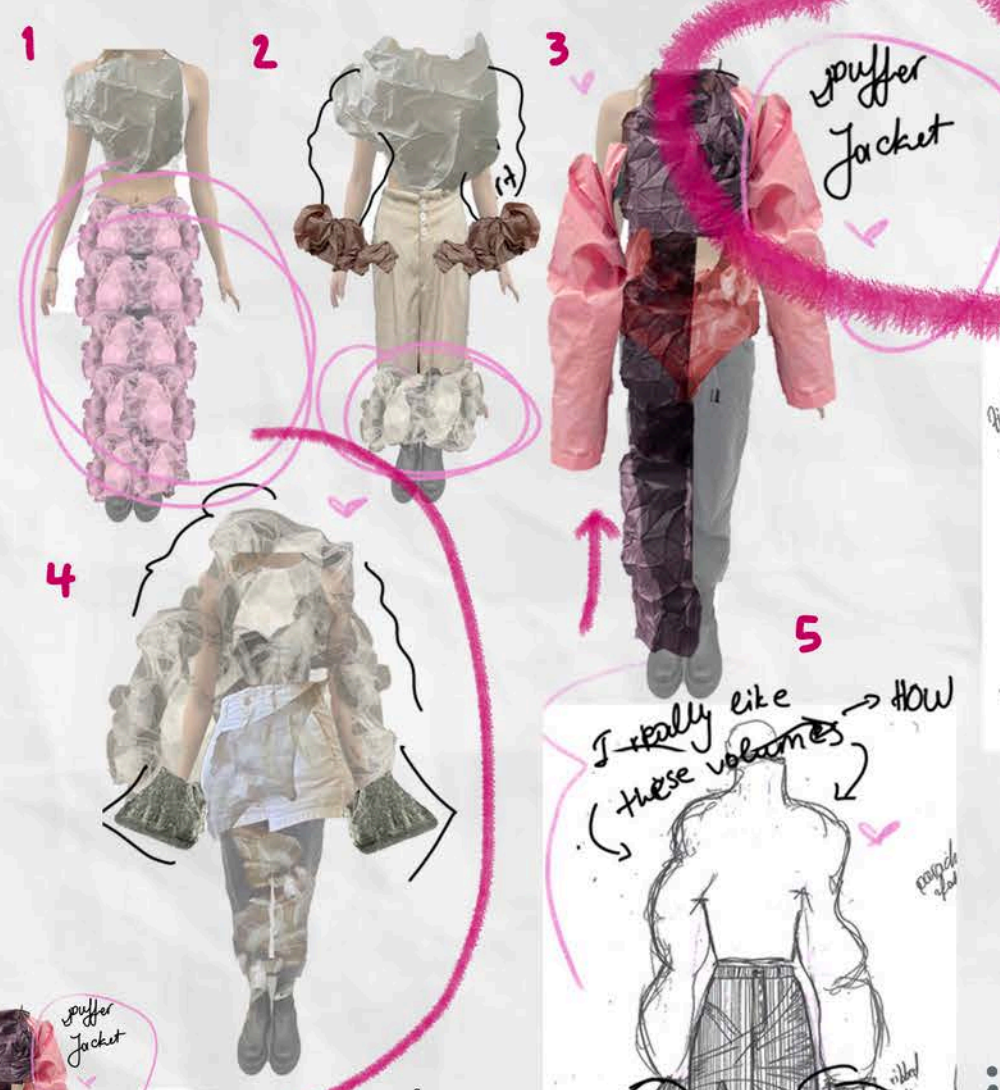 1
2
3
puffer
Jacket
4
5
I really like
these volumes
→ HOW
puffer
Jacket